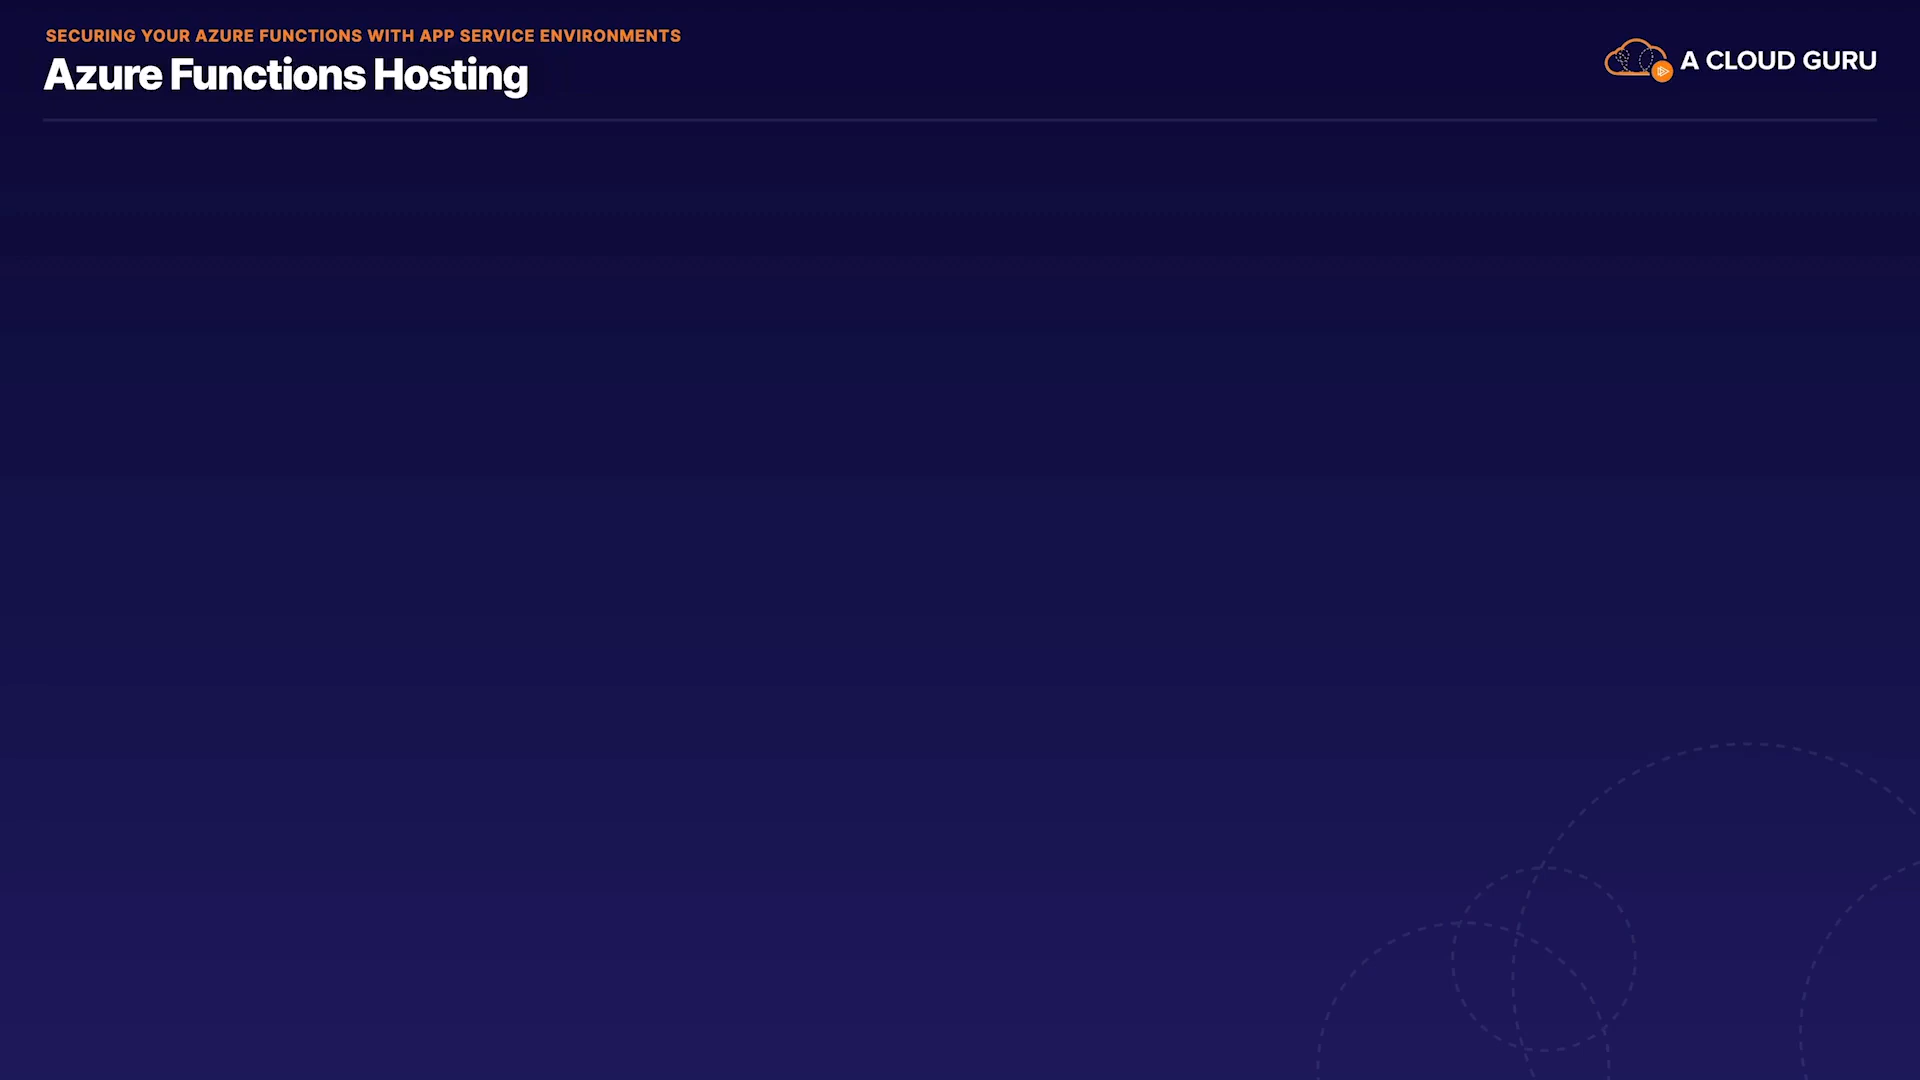 SECURING YOUR AZURE FUNCTIONS WITH APP SERVICE ENVIRONMENTS
Azure Functions Hosting
A CLOUD GURU